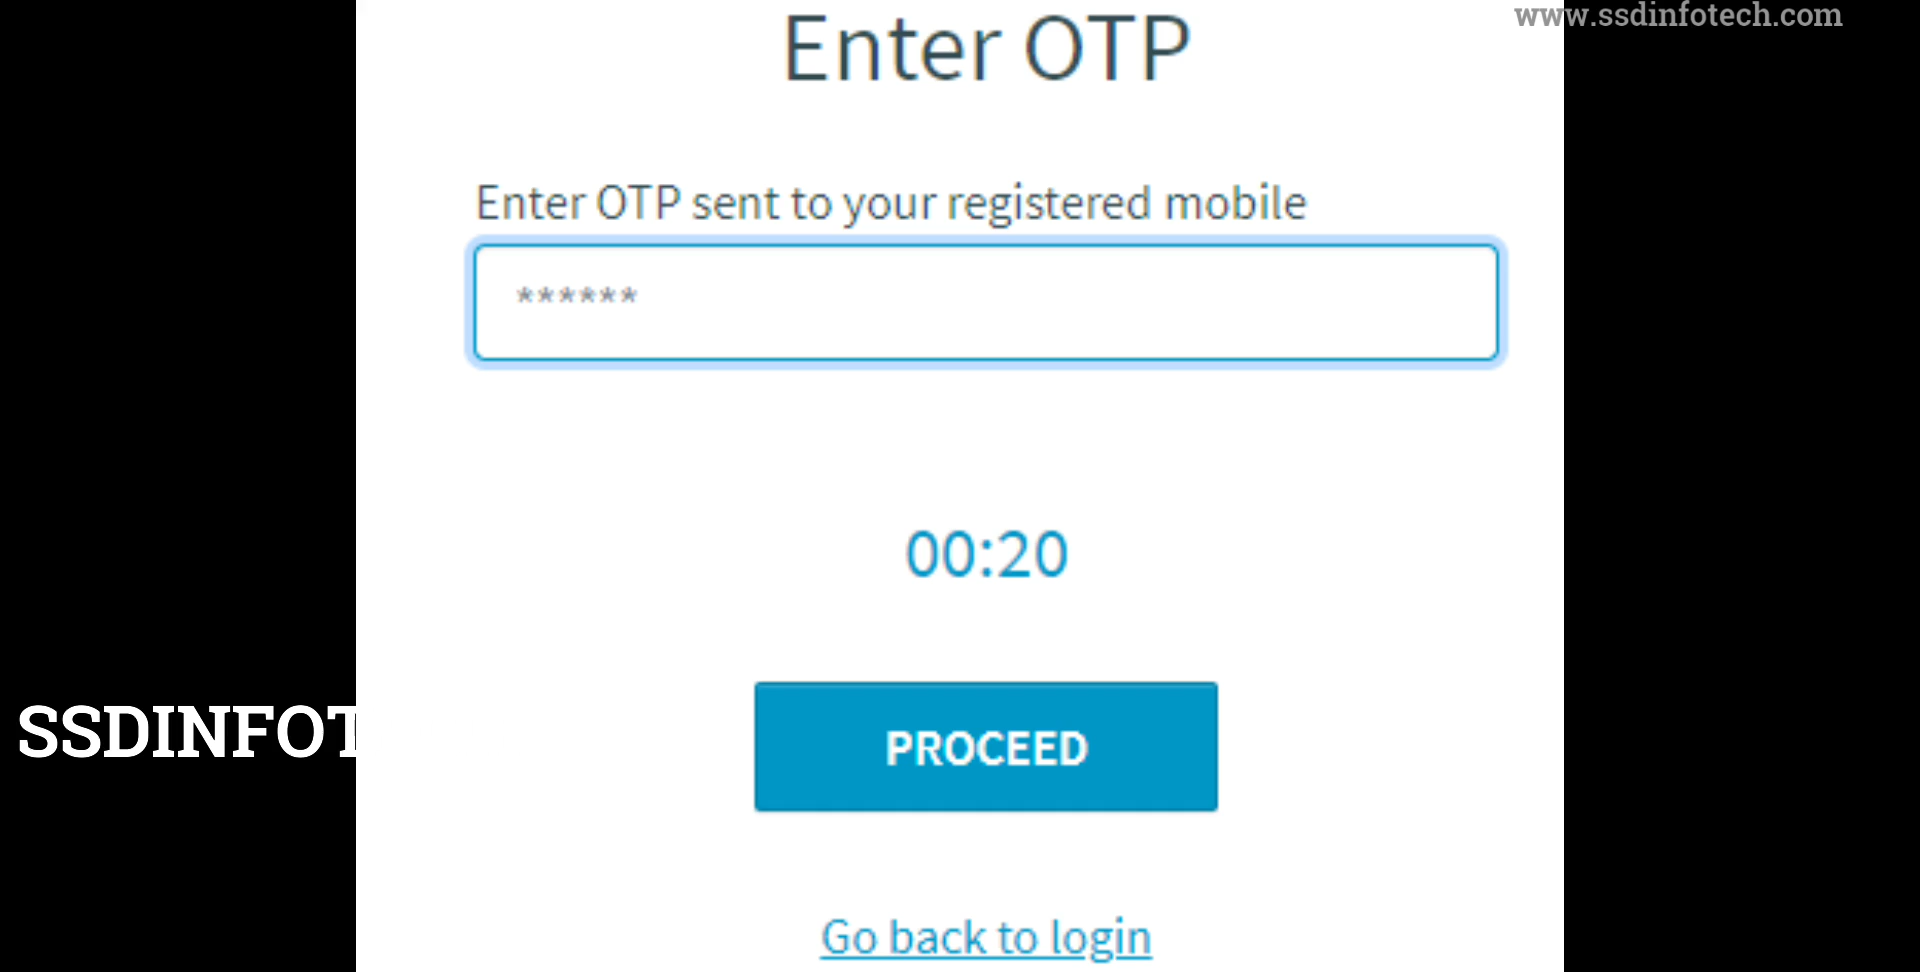 www.ssdinfotech.com
Enter OTP
Enter OTP sent to your registered mobile
******
00:20
SSDINFOT
PROCEED
Go back to login